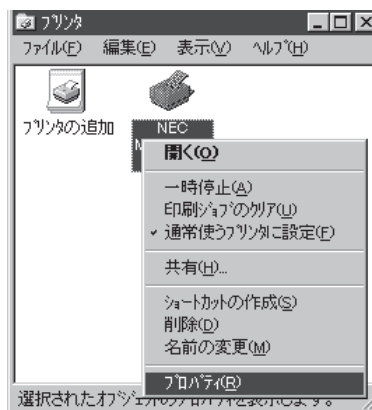 プリンタ
ファイル(F) 編集(E) 表示(V) ヘルプ(H)
プリンタの追加
NEC
開く(O)
一時停止(A)
印刷ジョブのクリア(U)
通常使うプリンタに設定(F)
共有(H)...
ショートカットの作成(S)
削除(D)
名前の変更(M)
プロパティ(R)
選択されたオブジェクトのプロパティを表示します。